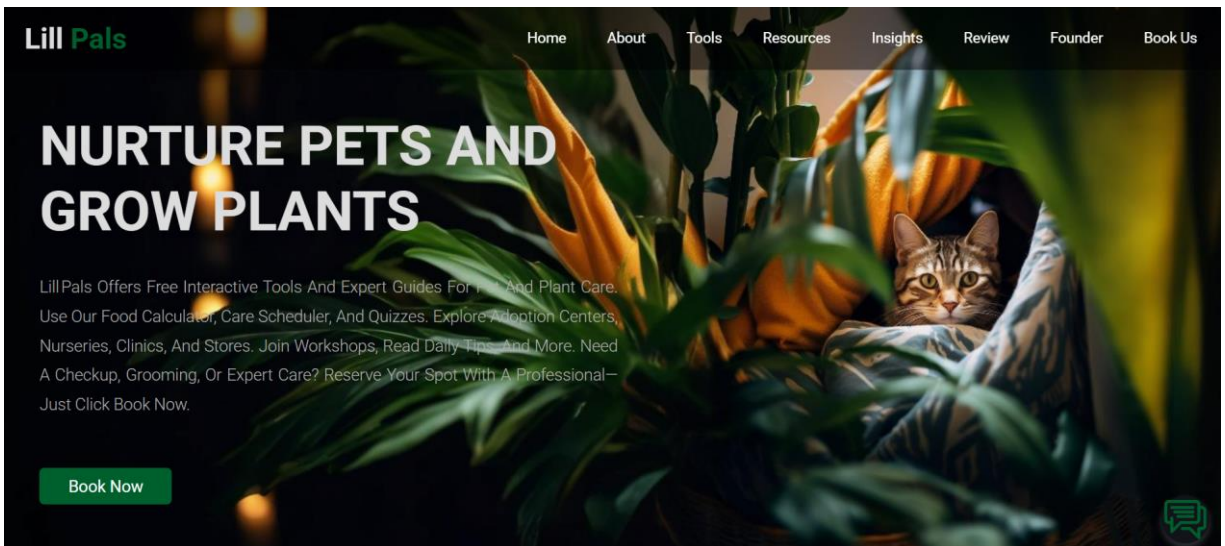 Lill Pals
Home About Tools Resources Insights Review Founder Book Us
NURTURE PETS AND
GROW PLANTS
Lill Pals Offers Free Interactive Tools And Expert Guides For Pet And Plant Care.
Use Our Food Calculator, Care Scheduler, And Quizzes. Explore Adoption Centers,
Nurseries, Clinics, And Stores. Join Workshops, Read Daily Tips, And More. Need
A Checkup, Grooming, Or Expert Care? Reserve Your Spot With A Professional—
Just Click Book Now.
Book Now